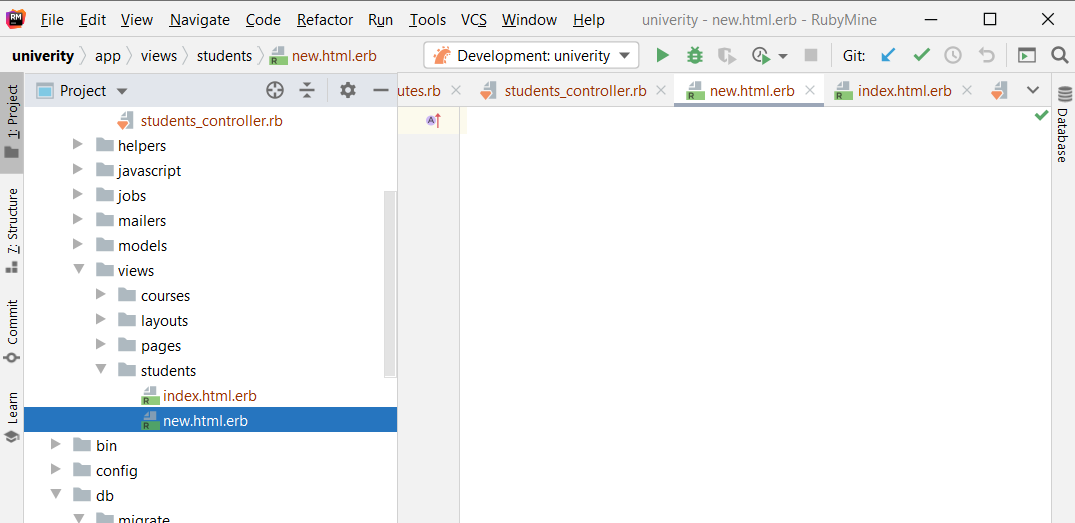 File Edit View Navigate Code Refactor Run Tools VCS Window Help univerity - new.html.erb - RubyMine
univerity app views students new.html.erb Development: univerity Git:
1: Project
7: Structure
Commit
Learn
Project
students_controller.rb
helpers
javascript
jobs
mailers
models
views
courses
layouts
pages
students
index.html.erb
new.html.erb
bin
config
db
migrate
utes.rb students_controller.rb new.html.erb index.html.erb
Database